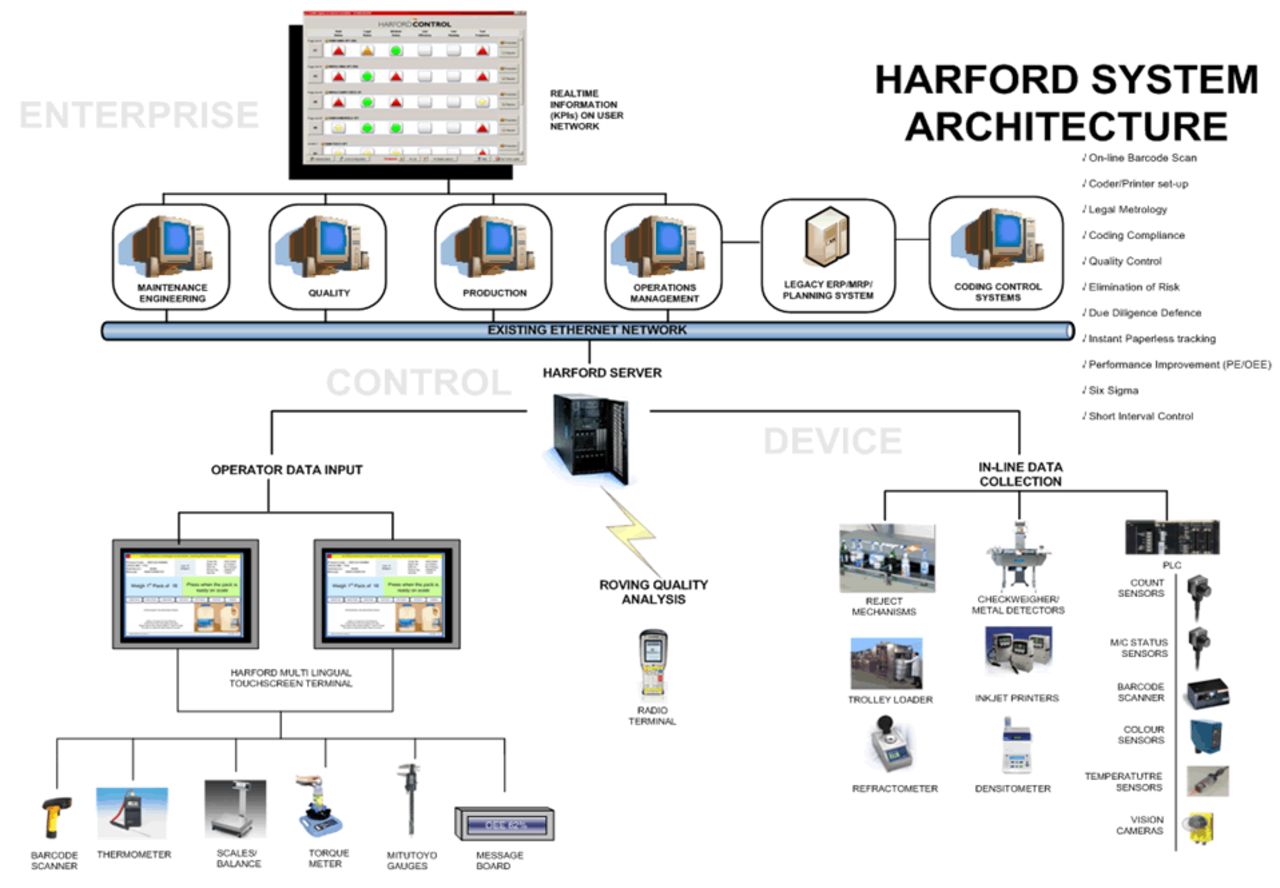 HARFORD CONTROL
REALTIME
INFORMATION
(KPIs) ON USER
NETWORK
HARFORD SYSTEM
ARCHITECTURE
ENTERPRISE
√ On-line Barcode Scan
√ Coder/Printer set-up
√ Legal Metrology
√ Coding Compliance
√ Quality Control
√ Elimination of Risk
√ Due Diligence Defence
√ Instant Paperless tracking
√ Performance Improvement (PE/OEE)
√ Six Sigma
√ Short Interval Control
MAINTENANCE
ENGINEERING
QUALITY
PRODUCTION
OPERATIONS
MANAGEMENT
LEGACY ERP/MRP/
PLANNING SYSTEM
CODING CONTROL
SYSTEMS
EXISTING ETHERNET NETWORK
CONTROL
HARFORD SERVER
DEVICE
OPERATOR DATA INPUT
IN-LINE DATA
COLLECTION
Weigh 1st Pack of 18
Press when the pack is
ready on scale
Weigh 1st Pack of 18
Press when the pack is
ready on scale
HARFORD MULTI LINGUAL
TOUCHSCREEN TERMINAL
ROVING QUALITY
ANALYSIS
RADIO
TERMINAL
REJECT
MECHANISMS
CHECKWEIGHER/
METAL DETECTORS
PLC
COUNT
SENSORS
M/C STATUS
SENSORS
TROLLEY LOADER
INKJET PRINTERS
BARCODE
SCANNER
COLOUR
SENSORS
REFRACTOMETER
DENSITOMETER
TEMPERATUTRE
SENSORS
VISION
CAMERAS
BARCODE
SCANNER
THERMOMETER
SCALES/
BALANCE
TORQUE
METER
MITUTOYO
GAUGES
OEE 62%
MESSAGE
BOARD